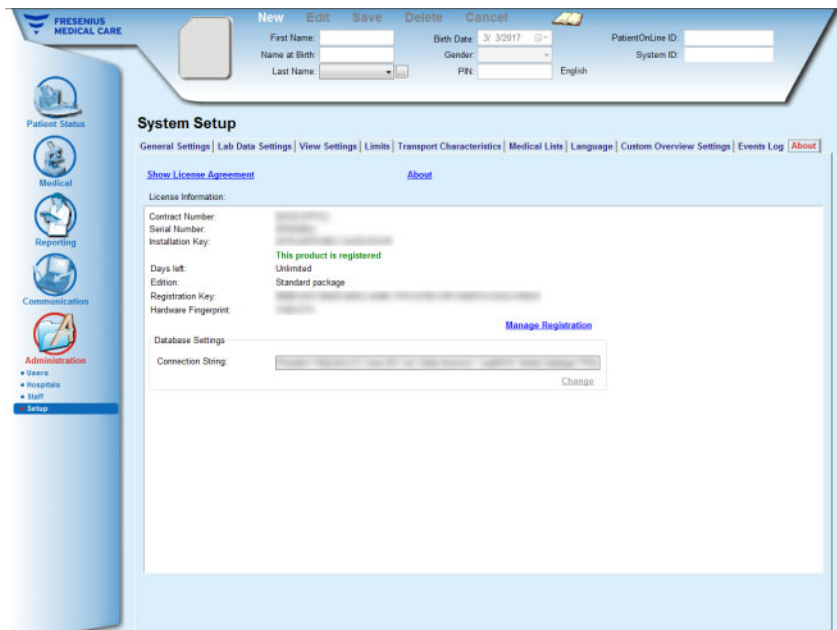 FRESENIUS
MEDICAL CARE
New Edit Save Delete Cancel
First Name: Birth Date: 3/ 3/2017 PatientOnLine ID:
Name at Birth: Gender: System ID:
Last Name: ... PIN: English
Patient Status
Medical
Reporting
Communication
Administration
Users
Hospitals
Staff
Setup
System Setup
General Settings Lab Data Settings View Settings Limits Transport Characteristics Medical Lists Language Custom Overview Settings Events Log About
Show License Agreement About
License Information:
Contract Number:
Serial Number:
Installation Key:
This product is registered
Days left: Unlimited
Edition: Standard package
Registration Key:
Hardware Fingerprint:
Manage Registration
Database Settings
Connection String:
Change